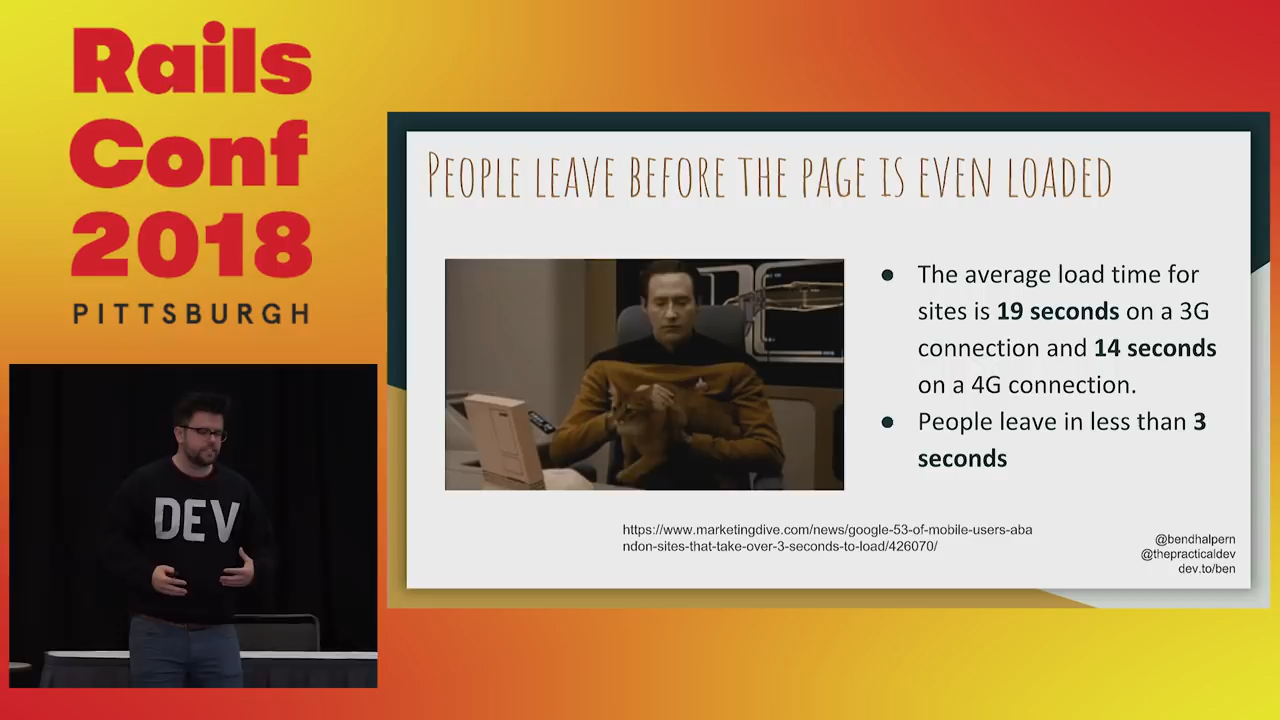 Rails
Conf
2018
PITTSBURGH
DEV
PEOPLE LEAVE BEFORE THE PAGE IS EVEN LOADED
● The average load time for
sites is 19 seconds on a 3G
connection and 14 seconds
on a 4G connection.
● People leave in less than 3
seconds
https://www.marketingdive.com/news/google-53-of-mobile-users-aba
ndon-sites-that-take-over-3-seconds-to-load/426070/
@bendhalpern
@thepracticaldev
dev.to/ben